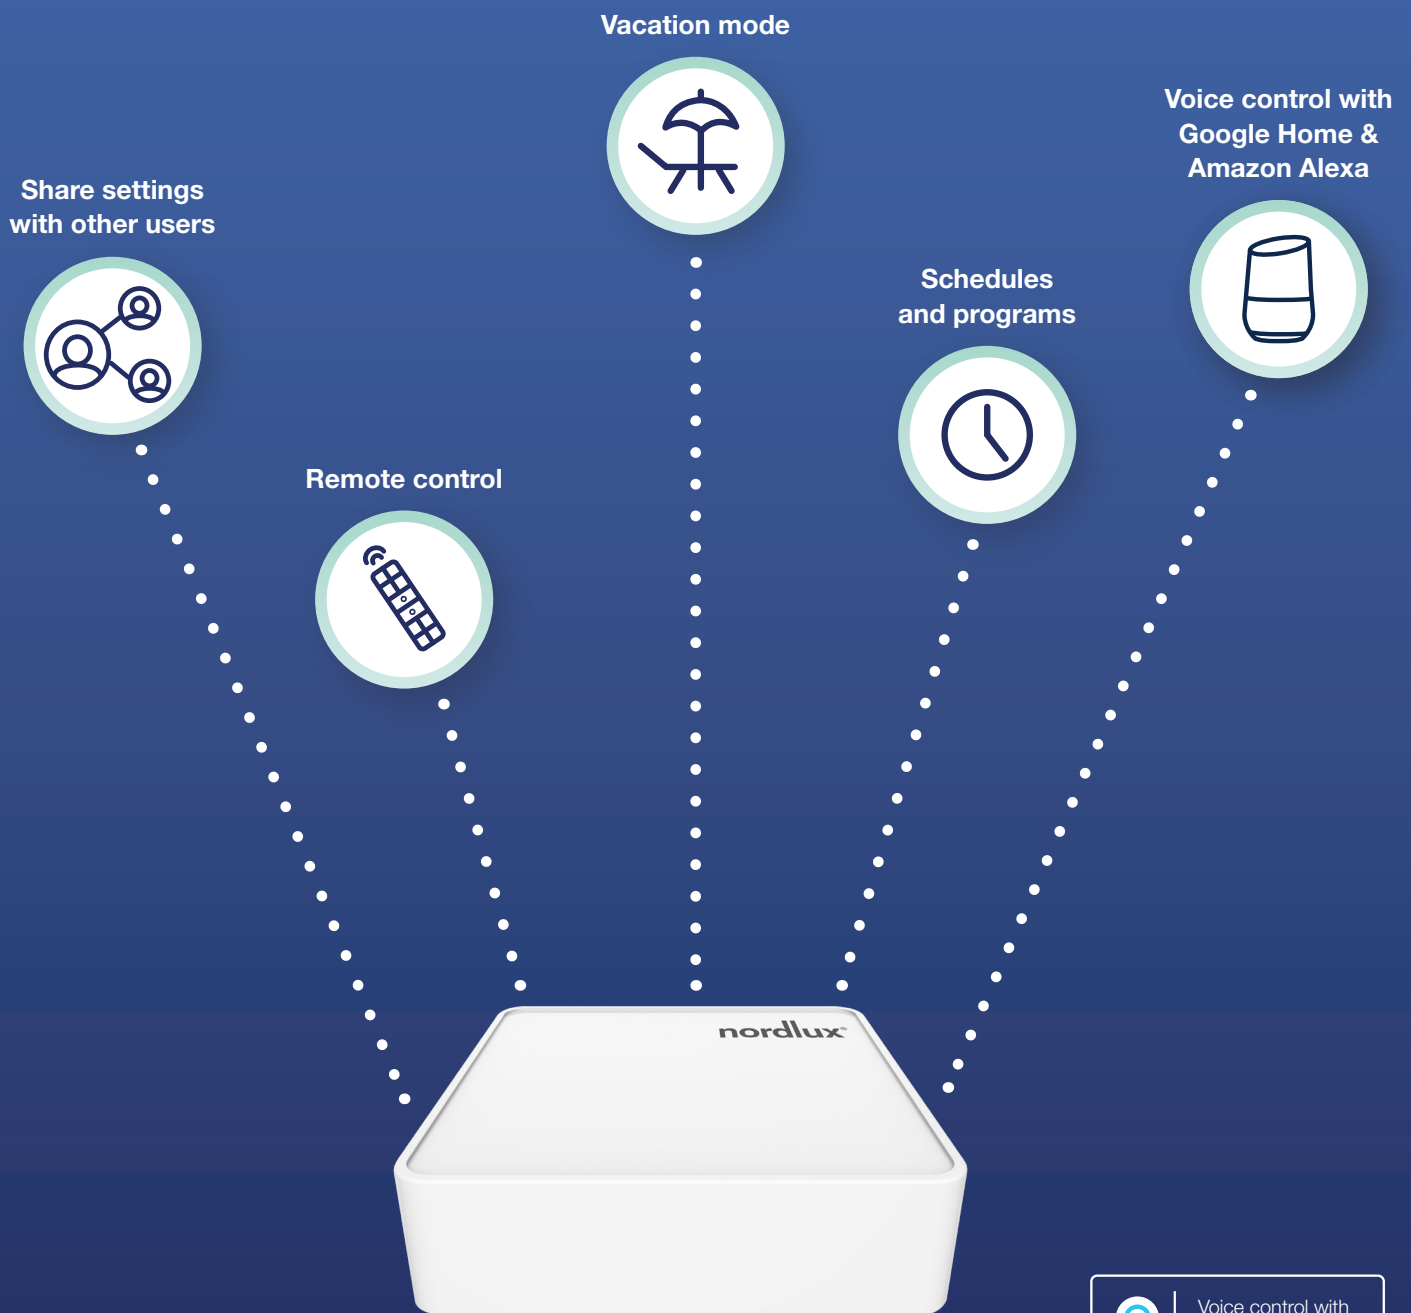 Vacation mode
Voice control with
Google Home &
Amazon Alexa
Share settings
with other users
Schedules
and programs
Remote control
nordlux®
Voice control with